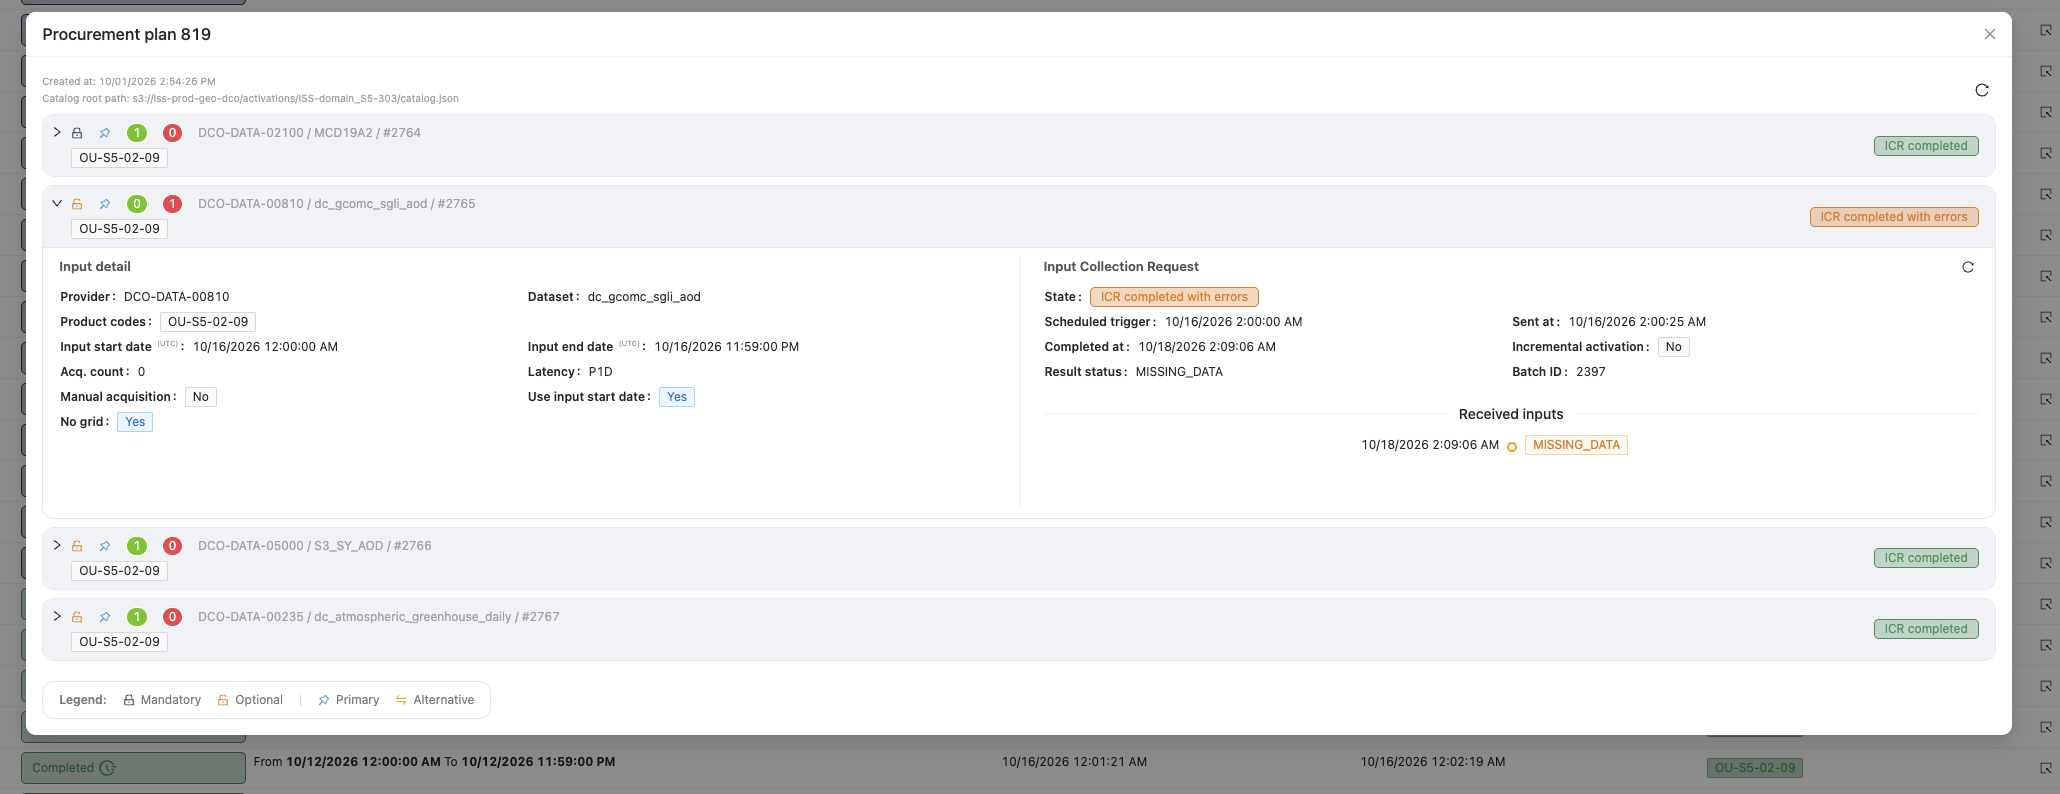 Procurement plan 819
Created at: 10/01/2026 2:54:26 PM
Catalog root path: s3://iss-prod-geo-dco/activations/ISS-domain_S5-303/catalog.json
1 0 DCO-DATA-02100 / MCD19A2 / #2764
OU-S5-02-09
ICR completed
0 1 DCO-DATA-00810 / dc_gcomc_sgli_aod / #2765
OU-S5-02-09
ICR completed with errors
Input detail
Provider: DCO-DATA-00810 Dataset: dc_gcomc_sgli_aod
Product codes: OU-S5-02-09
Input start date (UTC): 10/16/2026 12:00:00 AM Input end date (UTC): 10/16/2026 11:59:00 PM
Acq. count: 0 Latency: P1D
Manual acquisition: No Use input start date: Yes
No grid: Yes
Input Collection Request
State: ICR completed with errors
Scheduled trigger: 10/16/2026 2:00:00 AM Sent at: 10/16/2026 2:00:25 AM
Completed at: 10/18/2026 2:09:06 AM Incremental activation: No
Result status: MISSING_DATA Batch ID: 2397
Received inputs
10/18/2026 2:09:06 AM MISSING_DATA
1 0 DCO-DATA-05000 / S3_SY_AOD / #2766
OU-S5-02-09
ICR completed
1 0 DCO-DATA-00235 / dc_atmospheric_greenhouse_daily / #2767
OU-S5-02-09
ICR completed
Legend: Mandatory Optional | Primary Alternative
Completed From 10/12/2026 12:00:00 AM To 10/12/2026 11:59:00 PM 10/16/2026 12:01:21 AM 10/16/2026 12:02:19 AM OU-S5-02-09